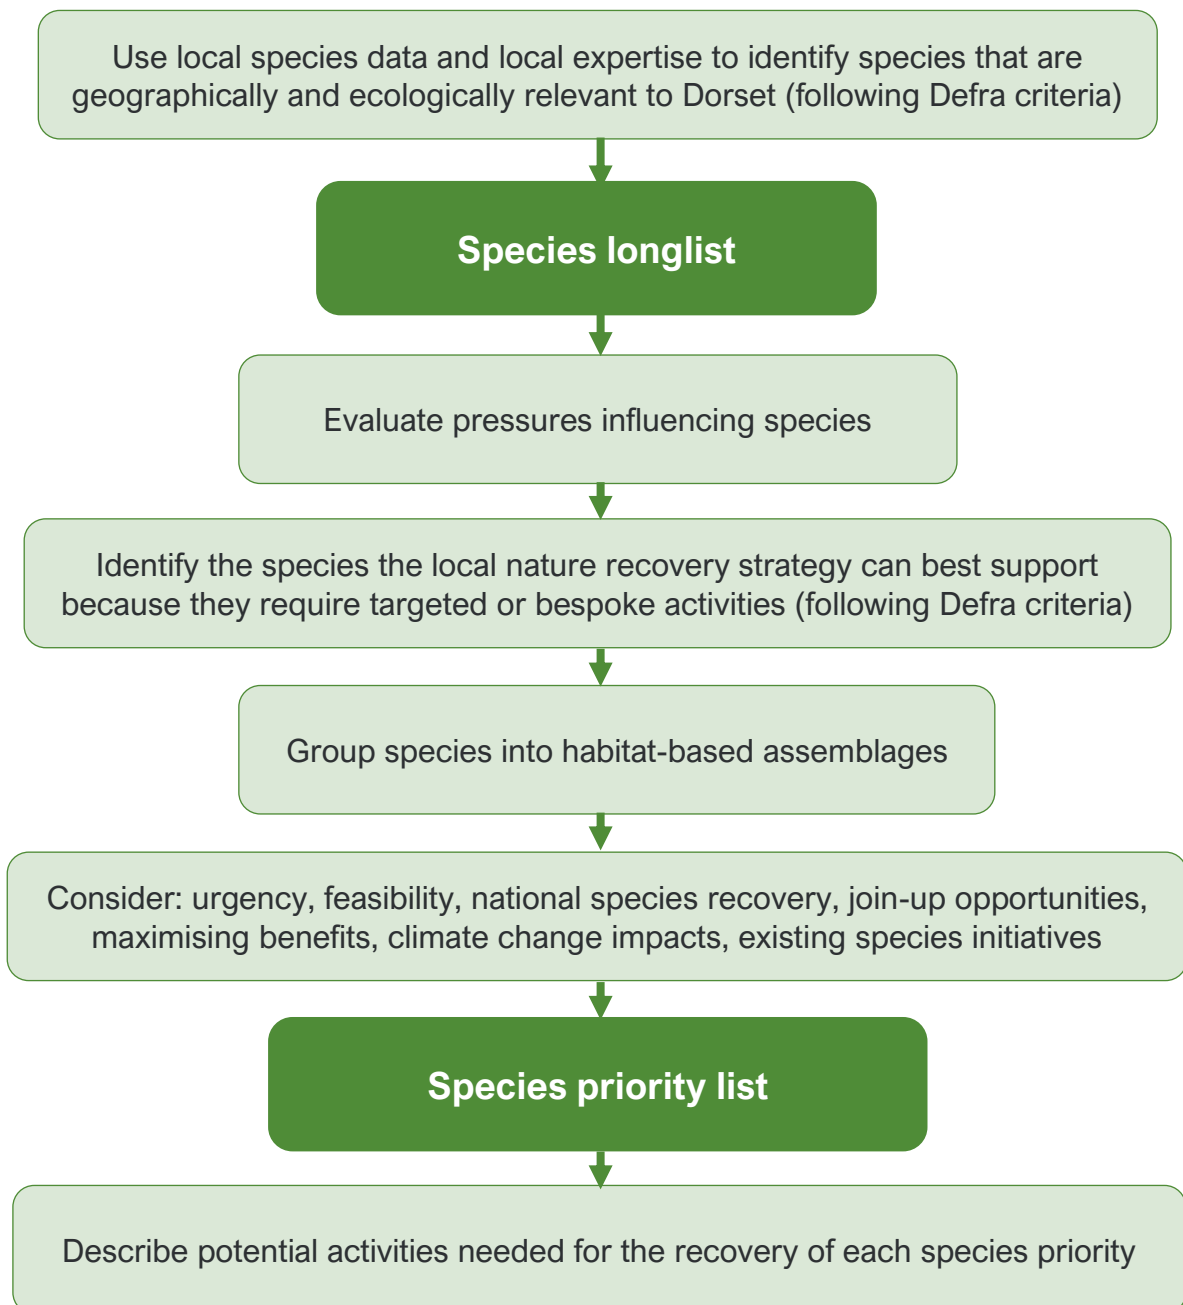 Use local species data and local expertise to identify species that are
geographically and ecologically relevant to Dorset (following Defra criteria)
Species longlist
Evaluate pressures influencing species
Identify the species the local nature recovery strategy can best support
because they require targeted or bespoke activities (following Defra criteria)
Group species into habitat-based assemblages
Consider: urgency, feasibility, national species recovery, join-up opportunities,
maximising benefits, climate change impacts, existing species initiatives
Species priority list
Describe potential activities needed for the recovery of each species priority